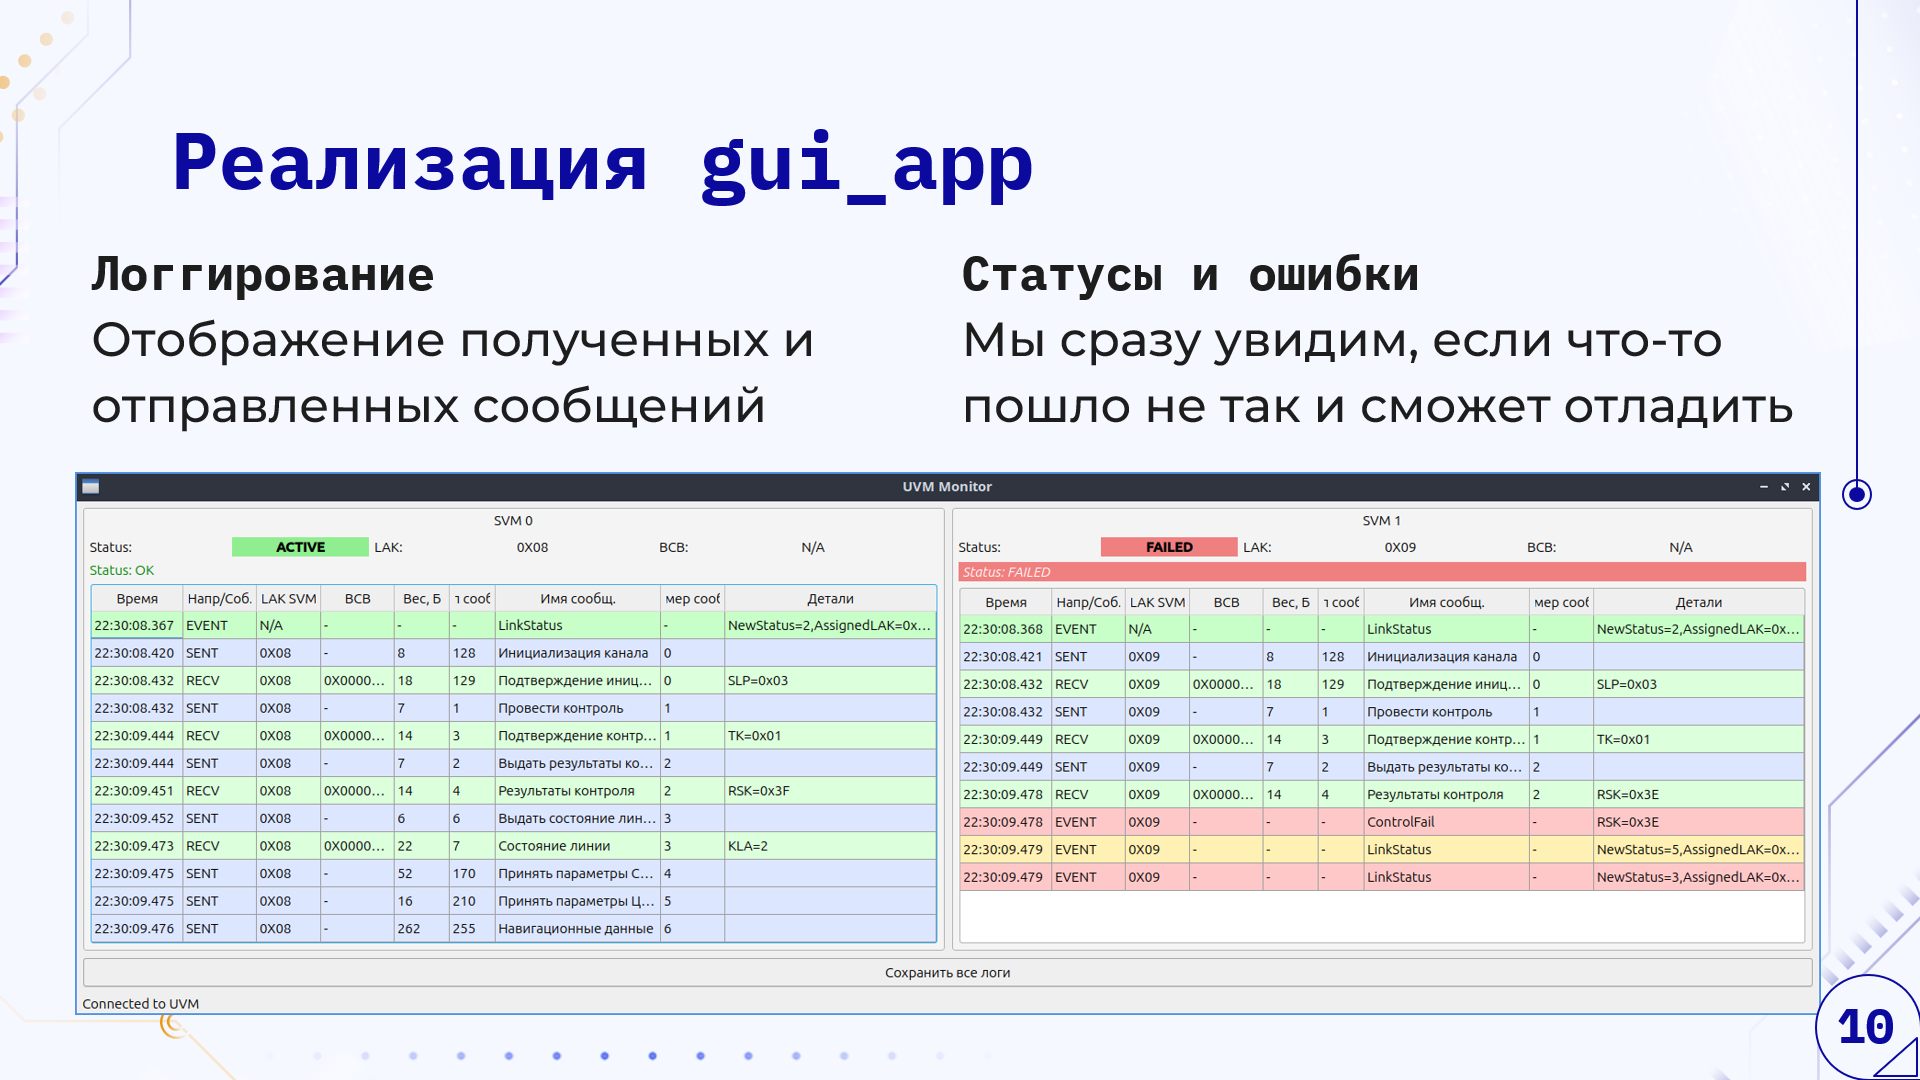 Реализация gui_app
Логгирование
Отображение полученных и
отправленных сообщений
Статусы и ошибки
Мы сразу увидим, если что-то
пошло не так и сможет отладить
UVM Monitor
SVM 0
Status: ACTIVE LAK: 0X08 BCB: N/A
Status: OK
Время Напр/Соб. LAK SVM ВСВ Вес, Б т сооб Имя сообщ. мер сооб Детали
22:30:08.367 EVENT N/A - - - LinkStatus - NewStatus=2,AssignedLAK=0x...
22:30:08.420 SENT 0X08 - 8 128 Инициализация канала 0
22:30:08.432 RECV 0X08 0X0000... 18 129 Подтверждение иниц... 0 SLP=0x03
22:30:08.432 SENT 0X08 - 7 1 Провести контроль 1
22:30:09.444 RECV 0X08 0X0000... 14 3 Подтверждение контр... 1 TK=0x01
22:30:09.444 SENT 0X08 - 7 2 Выдать результаты ко... 2
22:30:09.451 RECV 0X08 0X0000... 14 4 Результаты контроля 2 RSK=0x3F
22:30:09.452 SENT 0X08 - 6 6 Выдать состояние лин... 3
22:30:09.473 RECV 0X08 0X0000... 22 7 Состояние линии 3 KLA=2
22:30:09.475 SENT 0X08 - 52 170 Принять параметры С... 4
22:30:09.475 SENT 0X08 - 16 210 Принять параметры Ц... 5
22:30:09.476 SENT 0X08 - 262 255 Навигационные данные 6
SVM 1
Status: FAILED LAK: 0X09 BCB: N/A
Status: FAILED
Время Напр/Соб. LAK SVM ВСВ Вес, Б т сооб Имя сообщ. мер сооб Детали
22:30:08.368 EVENT N/A - - - LinkStatus - NewStatus=2,AssignedLAK=0x...
22:30:08.421 SENT 0X09 - 8 128 Инициализация канала 0
22:30:08.432 RECV 0X09 0X0000... 18 129 Подтверждение иниц... 0 SLP=0x03
22:30:08.432 SENT 0X09 - 7 1 Провести контроль 1
22:30:09.449 RECV 0X09 0X0000... 14 3 Подтверждение контр... 1 TK=0x01
22:30:09.449 SENT 0X09 - 7 2 Выдать результаты ко... 2
22:30:09.478 RECV 0X09 0X0000... 14 4 Результаты контроля 2 RSK=0x3E
22:30:09.478 EVENT 0X09 - - - ControlFail - RSK=0x3E
22:30:09.479 EVENT 0X09 - - - LinkStatus - NewStatus=5,AssignedLAK=0x...
22:30:09.479 EVENT 0X09 - - - LinkStatus - NewStatus=3,AssignedLAK=0x...
Сохранить все логи
Connected to UVM
10